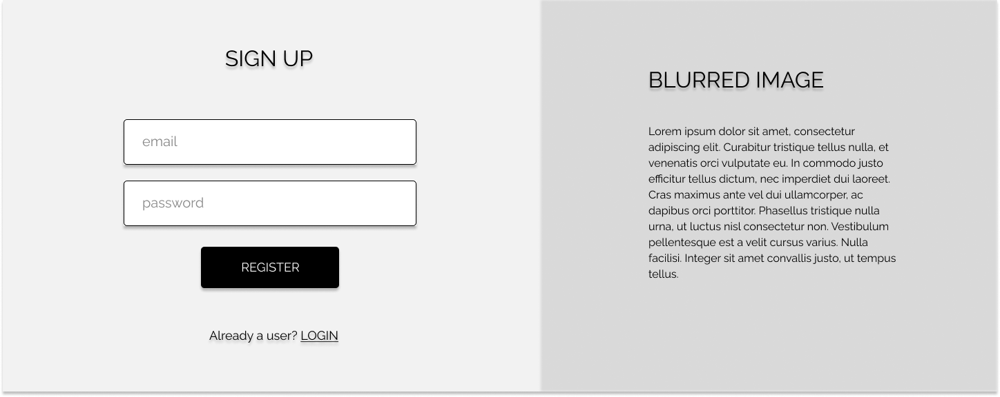 SIGN UP
email
password
REGISTER
Already a user? LOGIN
BLURRED IMAGE
Lorem ipsum dolor sit amet, consectetur
adipiscing elit. Curabitur tristique tellus nulla, et
venenatis orci vulputate eu. In commodo justo
efficitur tellus dictum, nec imperdiet dui laoreet.
Cras maximus ante vel dui ullamcorper, ac
dapibus orci porttitor. Phasellus tristique nulla
urna, ut luctus nisl consectetur non. Vestibulum
pellentesque est a velit cursus varius. Nulla
facilisi. Integer sit amet convallis justo, ut tempus
tellus.